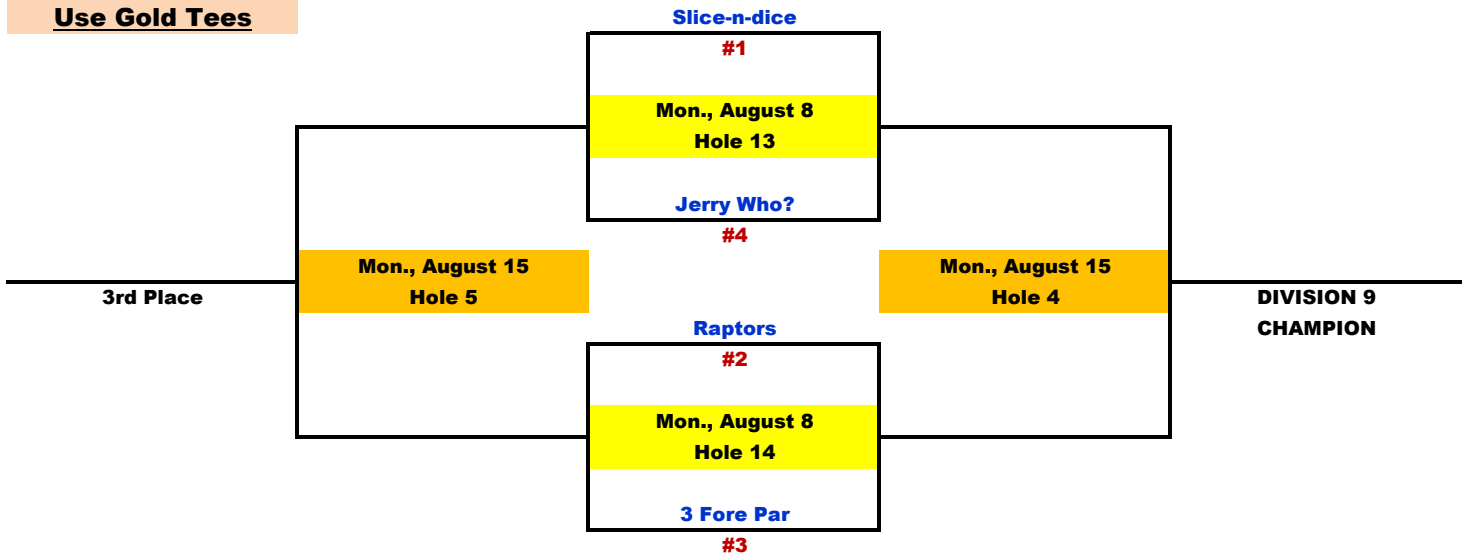 Use Gold Tees
Slice-n-dice
#1
Mon., August 8
Hole 13
Jerry Who?
#4
Mon., August 15
Hole 5
3rd Place
Mon., August 15
Hole 4
DIVISION 9
CHAMPION
Raptors
#2
Mon., August 8
Hole 14
3 Fore Par
#3